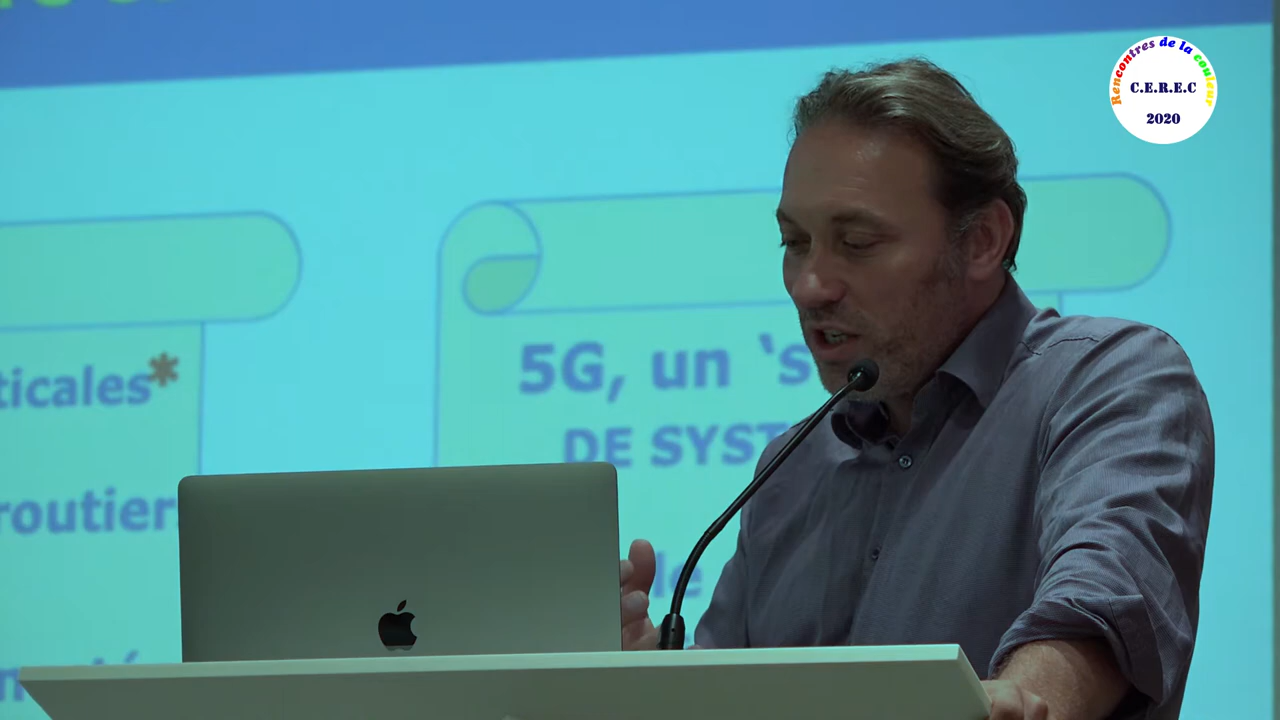 Rencontres de la couleur
C.E.R.E.C
2020
5G, un 's
DE SYST
ticales*
routier
le